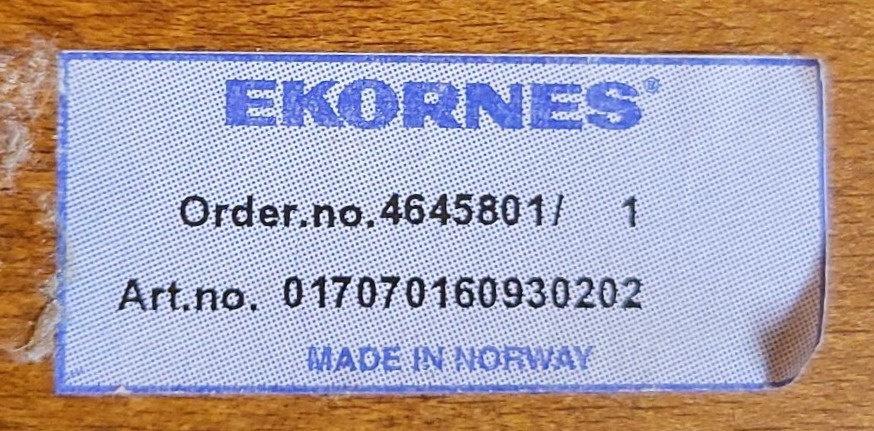 EKORNES®
Order.no.4645801/ 1
Art.no. 017070160930202
MADE IN NORWAY